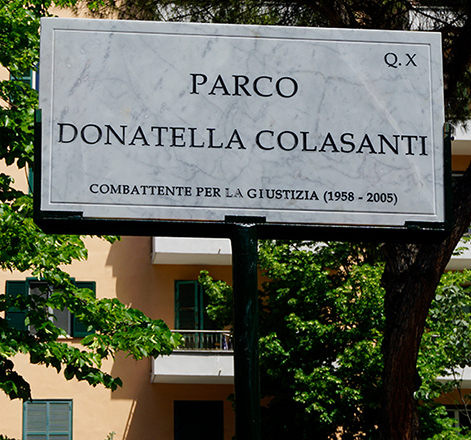 Q. X
PARCO
DONATELLA COLASANTI
COMBATTENTE PER LA GIUSTIZIA (1958 - 2005)